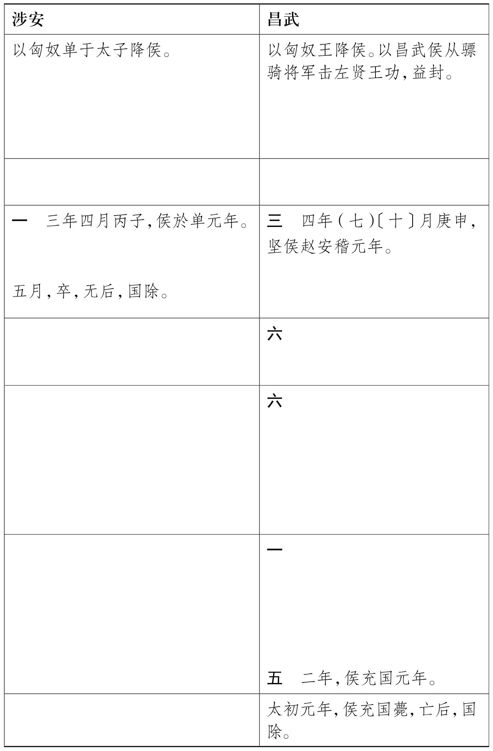 涉安
昌武
以匈奴单于太子降侯。
以匈奴王降侯。以昌武侯从骠
骑将军击左贤王功,益封。
一 三年四月丙子,侯於单元年。
五月,卒,无后,国除。
三 四年(七)〔十〕月庚申,
坚侯赵安稽元年。
六
六
一
五 二年,侯充国元年。
太初元年,侯充国薨,亡后,国
除。